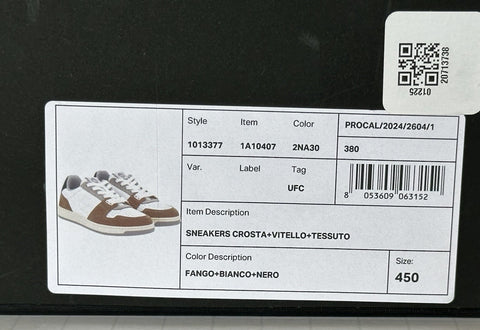 01225
20713738
Style Item Color
1013377 1A10407 2NA30
PROCAL/2024/2604/1
380
Var. Label Tag
UFC
8 053609 063152
Item Description
SNEAKERS CROSTA+VITELLO+TESSUTO
Color Description
FANGO+BIANCO+NERO
Size:
450